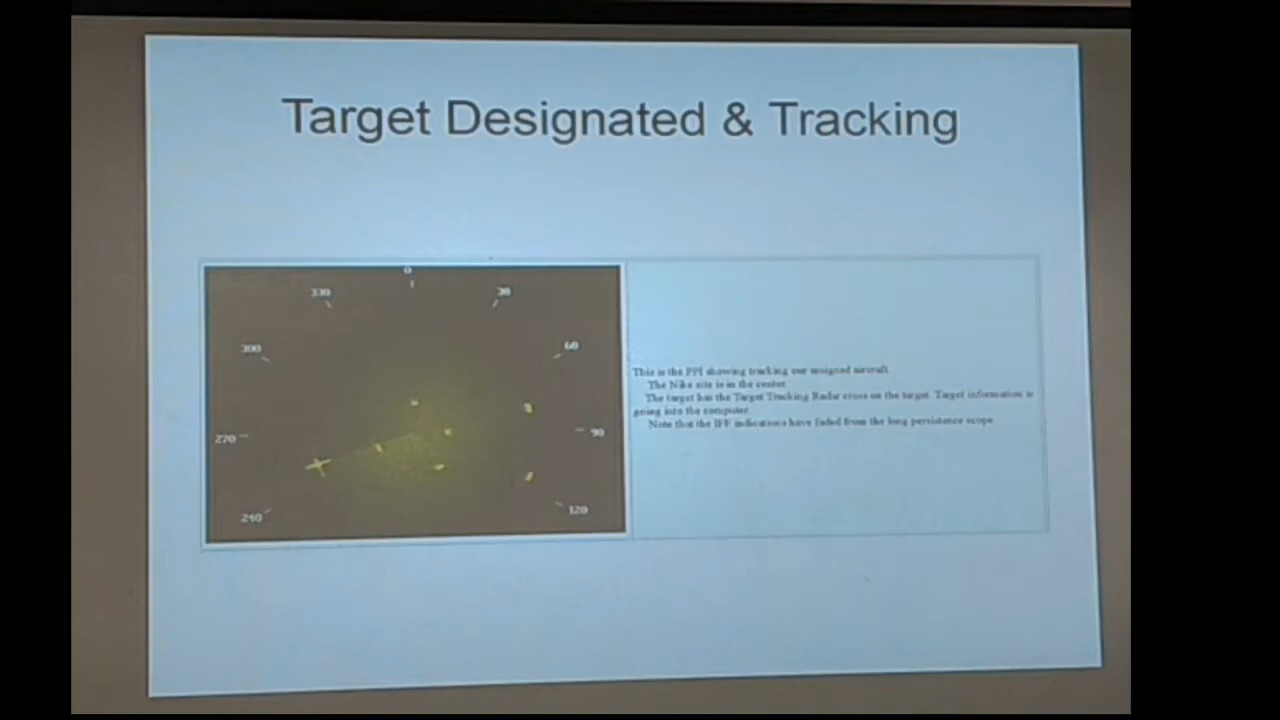 Target Designated & Tracking
0
330
30
300
60
270
90
240
120
This is the PPI showing tracking our assigned aircraft.
The Nike site is in the center.
The target has the Target Tracking Radar cross on the target. Target information is
going into the computer.
Note that the IFF indications have faded from the long persistance scope.